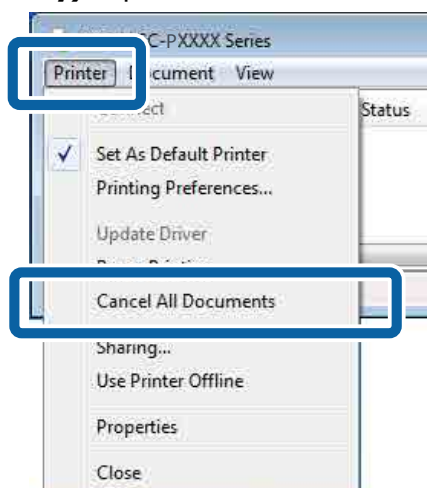 C-PXXXX Series
Printer Document View
Status
Set As Default Printer
Printing Preferences...
Update Driver
Cancel All Documents
Sharing...
Use Printer Offline
Properties
Close